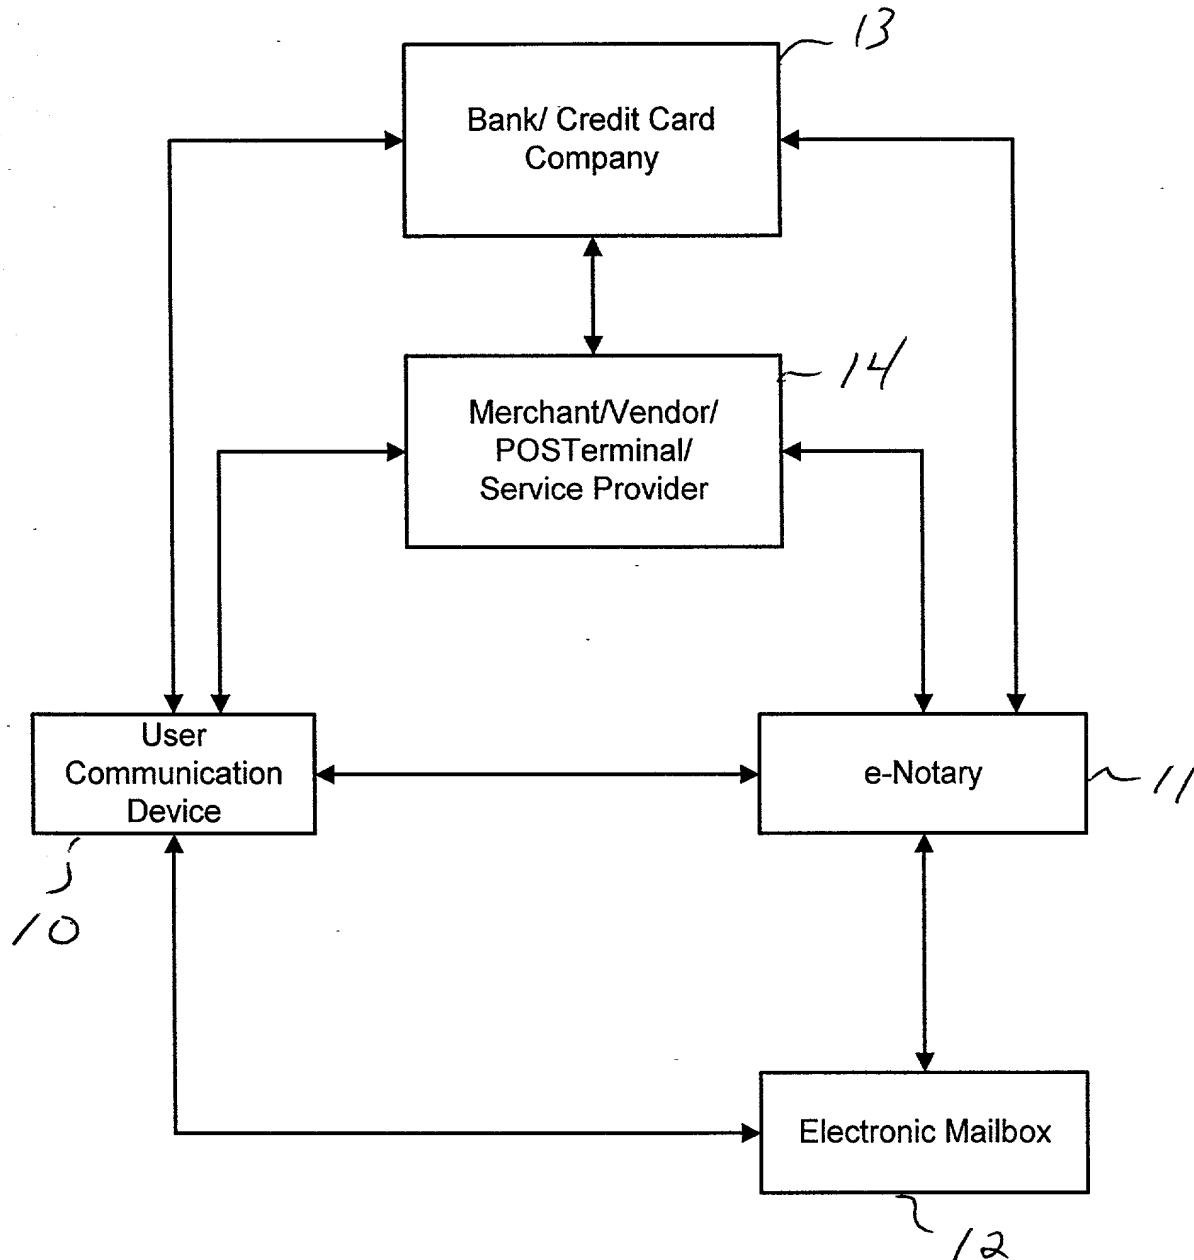 13
Bank/ Credit Card
Company
14
Merchant/Vendor/
POSTerminal/
Service Provider
User
Communication
Device
10
e-Notary
11
Electronic Mailbox
12